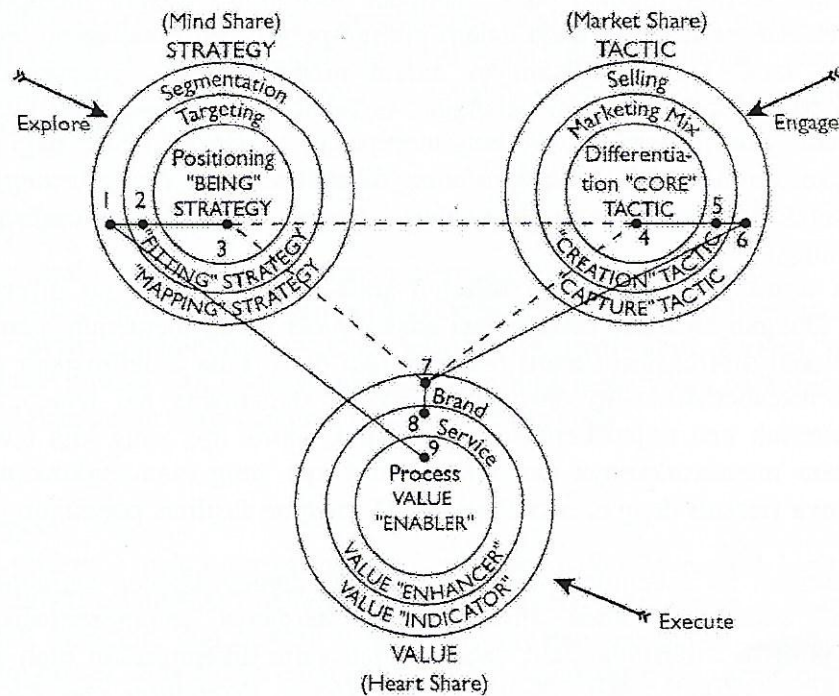 (Mind Share)
STRATEGY
(Market Share)
TACTIC
Explore
Segmentation
Targeting
Positioning
"BEING"
STRATEGY
1
2
3
"FITTING" STRATEGY
"MAPPING" STRATEGY
Engage
Selling
Marketing Mix
Differentia-
tion "CORE"
TACTIC
4
5
6
"CREATION" TACTIC
"CAPTURE" TACTIC
7
Brand
8
Service
9
Process
VALUE
"ENABLER"
VALUE "ENHANCER"
VALUE "INDICATOR"
Execute
VALUE
(Heart Share)